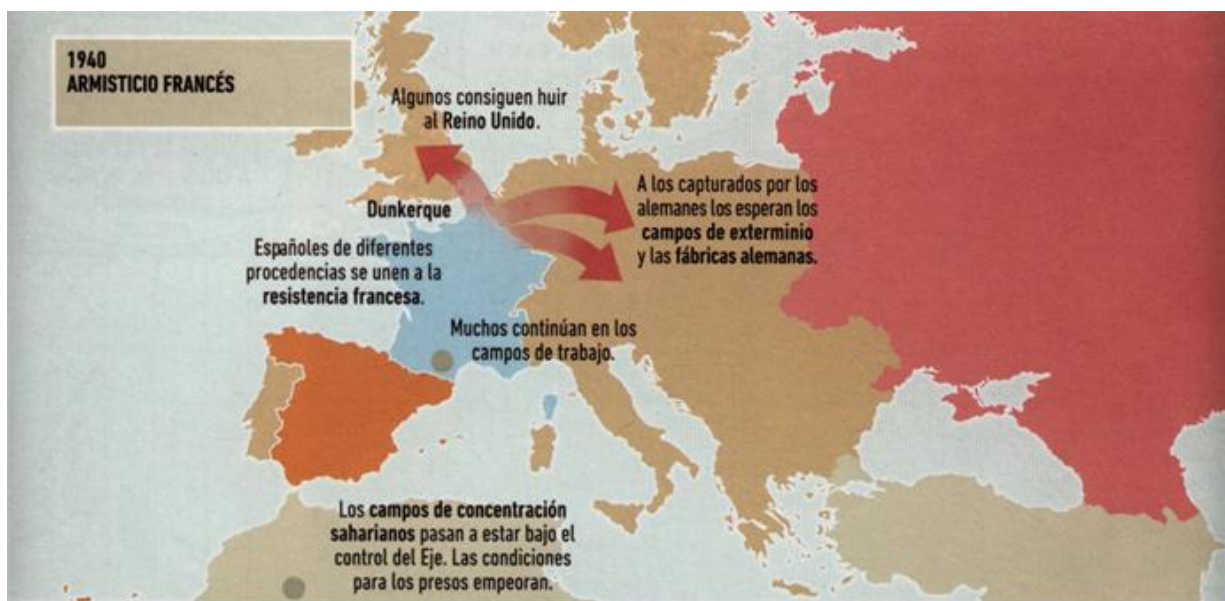 1940
ARMISTICIO FRANCÉS
Algunos consiguen huir
al Reino Unido.
Dunkerque
A los capturados por los
alemanes los esperan los
campos de exterminio
y las fábricas alemanas.
Españoles de diferentes
procedencias se unen a la
resistencia francesa.
Muchos continúan en los
campos de trabajo.
Los campos de concentración
saharianos pasan a estar bajo el
control del Eje. Las condiciones
para los presos empeoran.